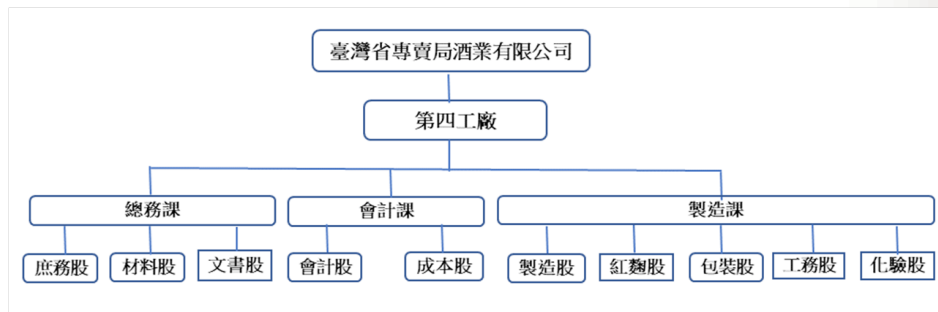 臺灣省專賣局酒業有限公司
第四工廠
總務課 會計課 製造課
庶務股 材料股 文書股 會計股 成本股 製造股 紅麴股 包裝股 工務股 化驗股